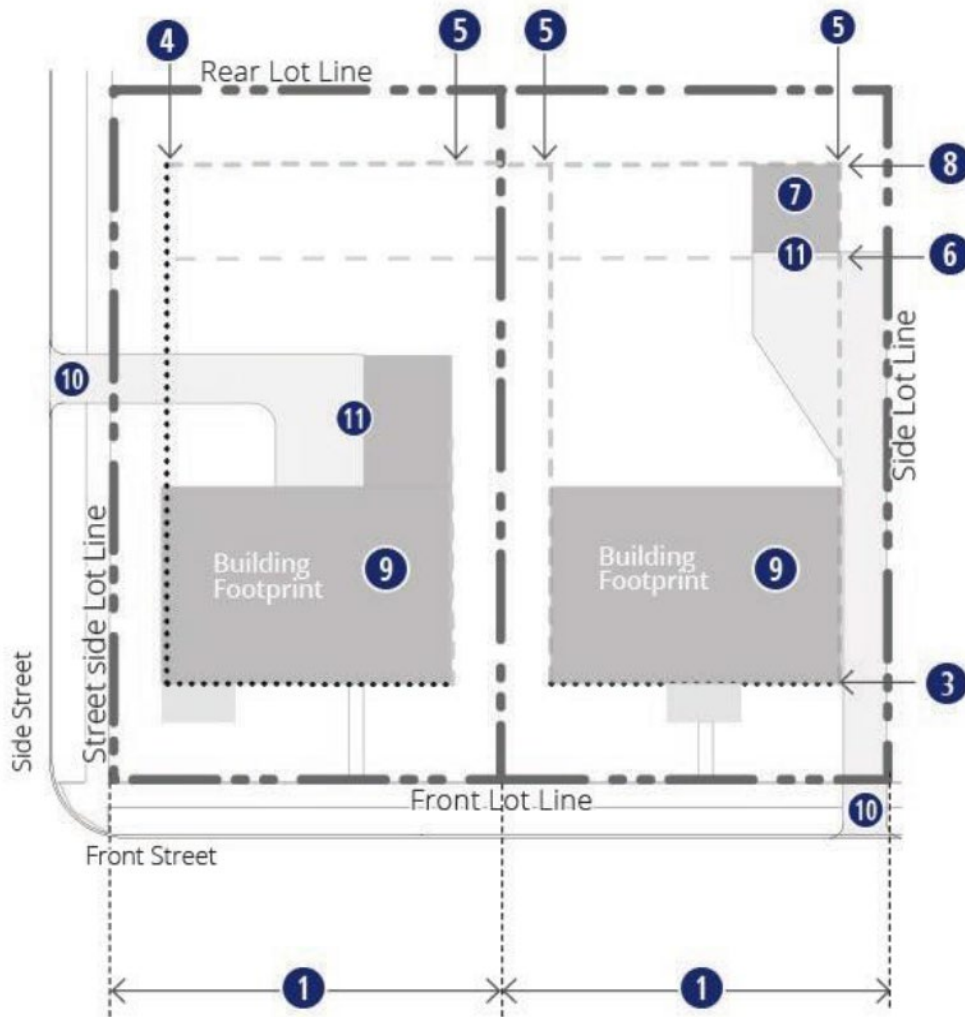 4 5 5 5
Rear Lot Line
8
7
11 6
Side Lot Line
10
11
Street side Lot Line
Building
Footprint
9
Building
Footprint
9
3
Side Street
Front Lot Line
10
Front Street
1 1